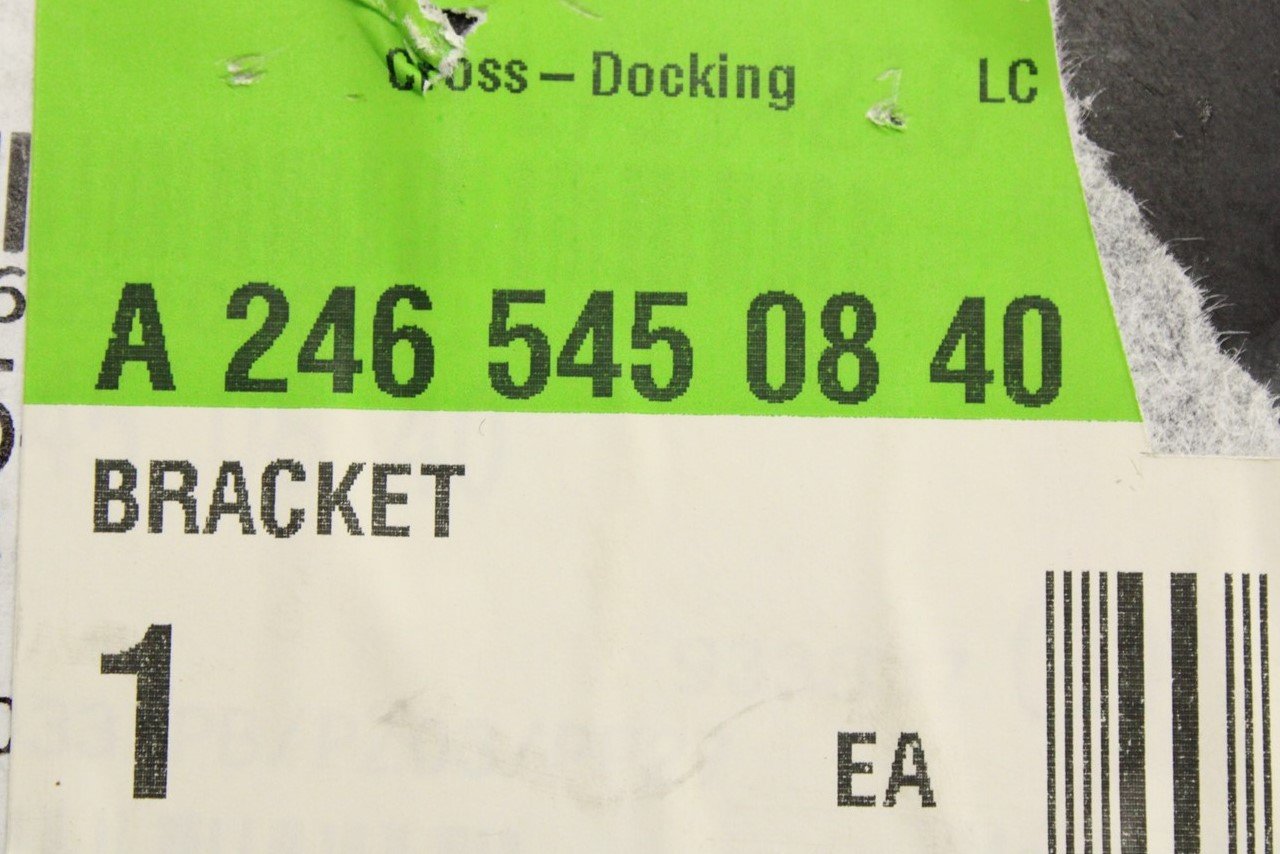 Cross – Docking LC
A 246 545 08 40
BRACKET
1
EA